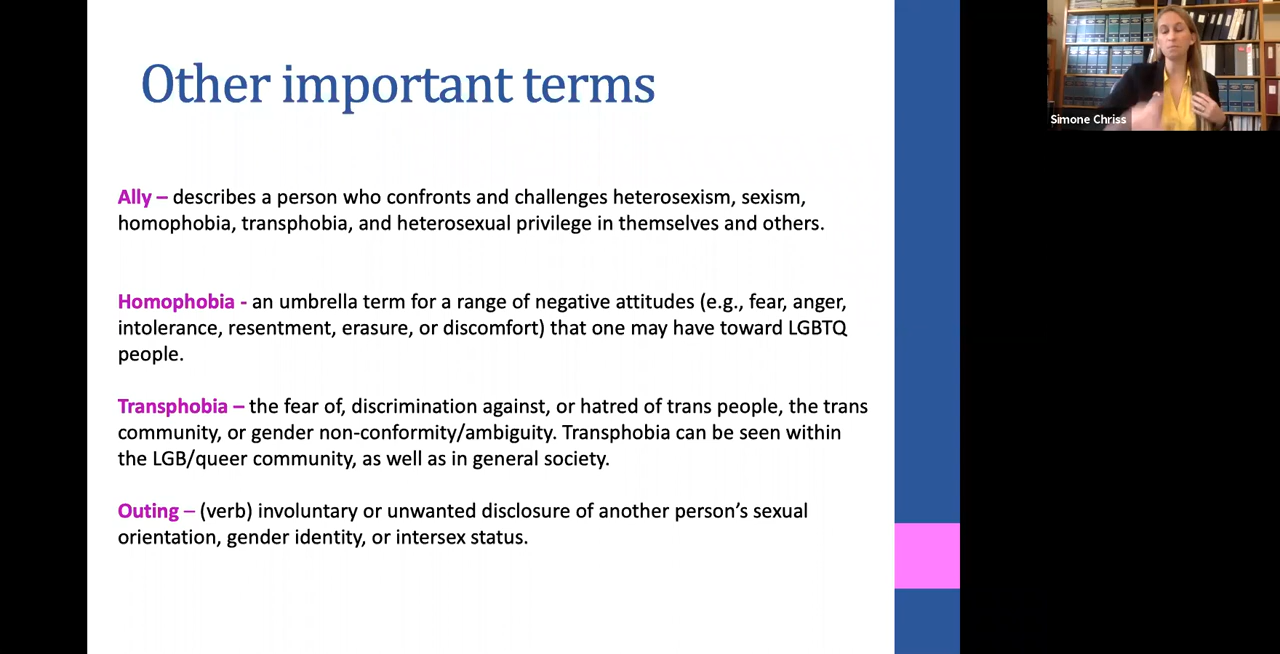 Other important terms
Simone Chriss
Ally – describes a person who confronts and challenges heterosexism, sexism,
homophobia, transphobia, and heterosexual privilege in themselves and others.
Homophobia - an umbrella term for a range of negative attitudes (e.g., fear, anger,
intolerance, resentment, erasure, or discomfort) that one may have toward LGBTQ
people.
Transphobia – the fear of, discrimination against, or hatred of trans people, the trans
community, or gender non-conformity/ambiguity. Transphobia can be seen within
the LGB/queer community, as well as in general society.
Outing – (verb) involuntary or unwanted disclosure of another person’s sexual
orientation, gender identity, or intersex status.